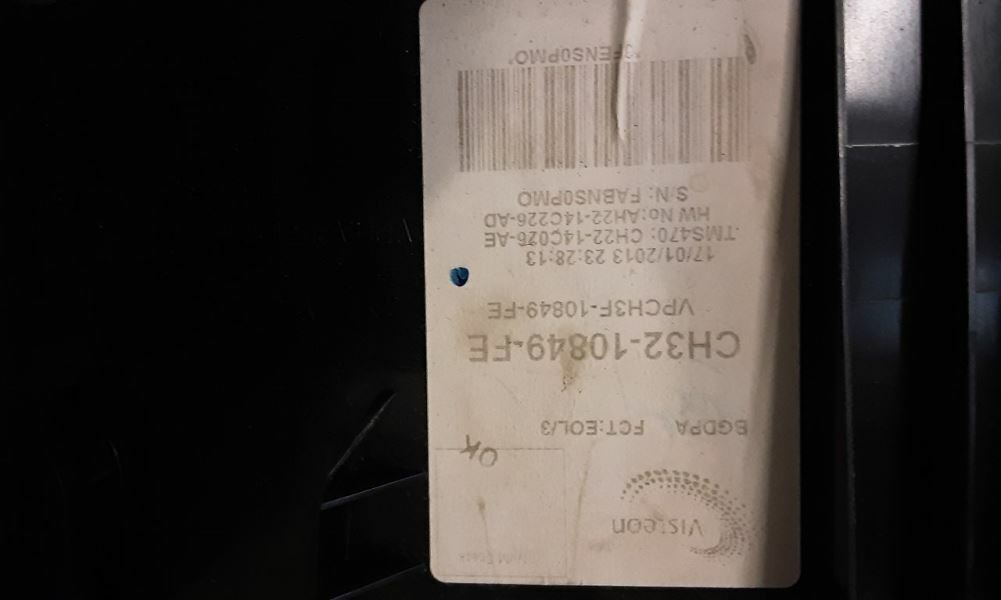 Visteon
OK
BGDPA FCT:EOL/3
CH32-10849-FE
VPCH3F-10849-FE
17/01/2013 23:28:13
TMS470: CH22-14C026-AE
HW No:AH22-14C226-AD
S/N: FABNS0PMO